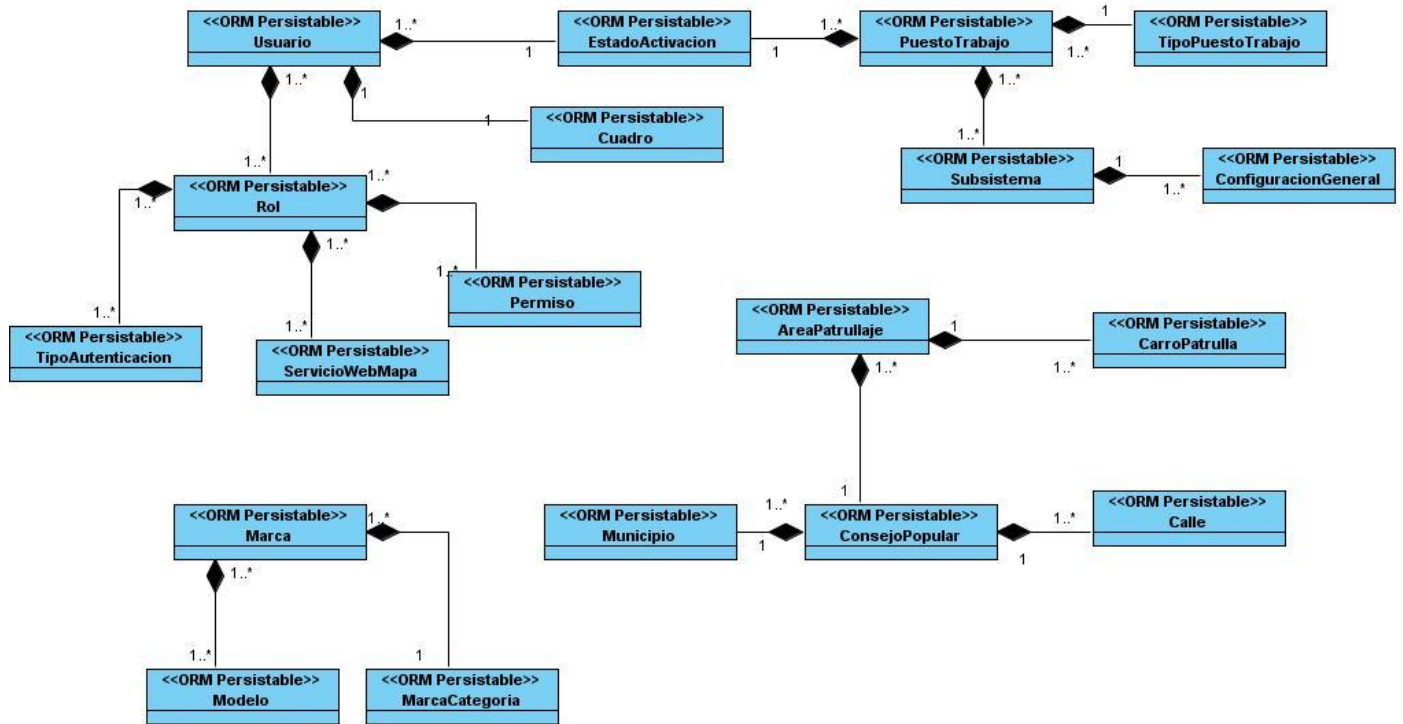 <<ORM Persistable>>
Usuario
1..*
1
<<ORM Persistable>>
EstadoActivacion
1..*
1
<<ORM Persistable>>
PuestoTrabajo
1
1..*
<<ORM Persistable>>
TipoPuestoTrabajo
1..*
1
1..*
1
<<ORM Persistable>>
Cuadro
1..*
<<ORM Persistable>>
Subsistema
1
1..*
<<ORM Persistable>>
ConfiguracionGeneral
1..*
1..*
<<ORM Persistable>>
Rol
1..*
1..*
1..*
<<ORM Persistable>>
Permiso
1..*
<<ORM Persistable>>
TipoAutenticacion
1..*
<<ORM Persistable>>
ServicioWebMapa
<<ORM Persistable>>
AreaPatrullaje
1
1..*
<<ORM Persistable>>
CarroPatrulla
1..*
1
<<ORM Persistable>>
Municipio
1..*
1
<<ORM Persistable>>
ConsejoPopular
1..*
1
<<ORM Persistable>>
Calle
<<ORM Persistable>>
Marca
1..*
1..*
1..*
1
<<ORM Persistable>>
Modelo
<<ORM Persistable>>
MarcaCategoria